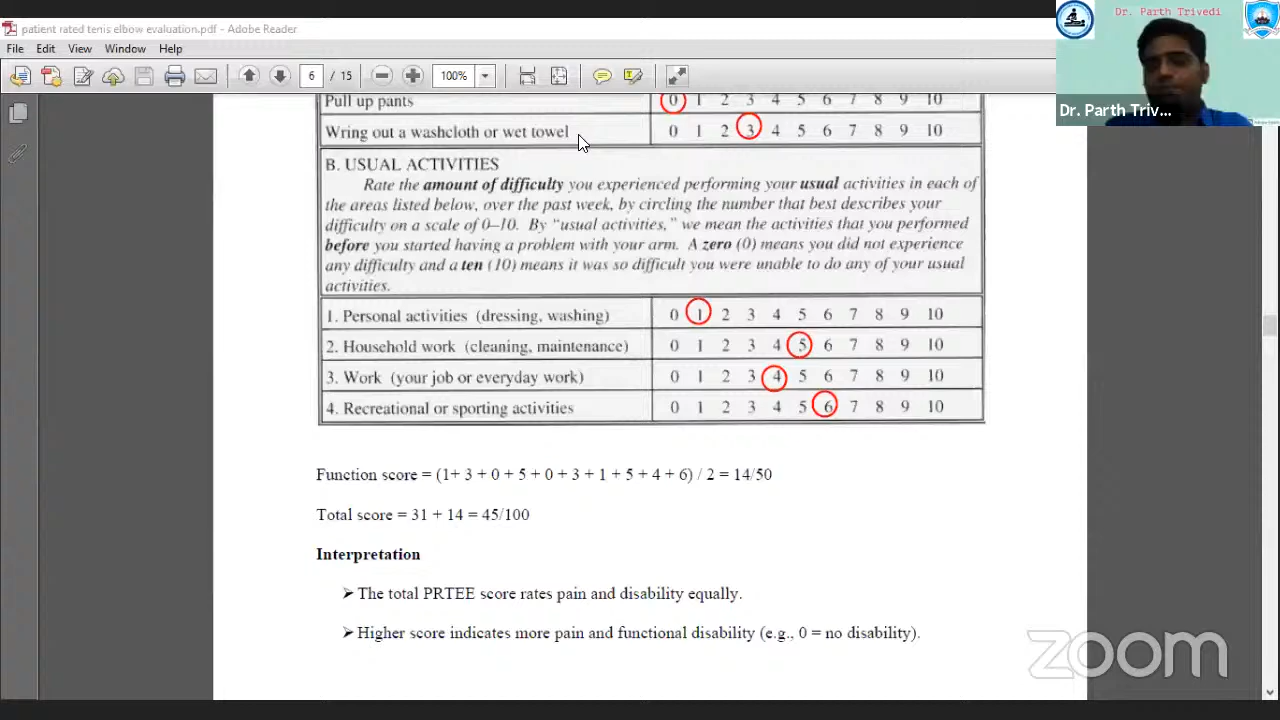 patient rated tenis elbow evaluation.pdf - Adobe Reader
File Edit View Window Help
6 / 15 100%
Dr. Parth Trivedi
Dr. Parth Triv...
Pull up pants 0 1 2 3 4 5 6 7 8 9 10
Wring out a washcloth or wet towel 0 1 2 3 4 5 6 7 8 9 10
B. USUAL ACTIVITIES
Rate the amount of difficulty you experienced performing your usual activities in each of
the areas listed below, over the past week, by circling the number that best describes your
difficulty on a scale of 0–10. By “usual activities,” we mean the activities that you performed
before you started having a problem with your arm. A zero (0) means you did not experience
any difficulty and a ten (10) means it was so difficult you were unable to do any of your usual
activities.
1. Personal activities (dressing, washing) 0 1 2 3 4 5 6 7 8 9 10
2. Household work (cleaning, maintenance) 0 1 2 3 4 5 6 7 8 9 10
3. Work (your job or everyday work) 0 1 2 3 4 5 6 7 8 9 10
4. Recreational or sporting activities 0 1 2 3 4 5 6 7 8 9 10
Function score = (1+ 3 + 0 + 5 + 0 + 3 + 1 + 5 + 4 + 6) / 2 = 14/50
Total score = 31 + 14 = 45/100
Interpretation
➢ The total PRTEE score rates pain and disability equally.
➢ Higher score indicates more pain and functional disability (e.g., 0 = no disability).
zoom